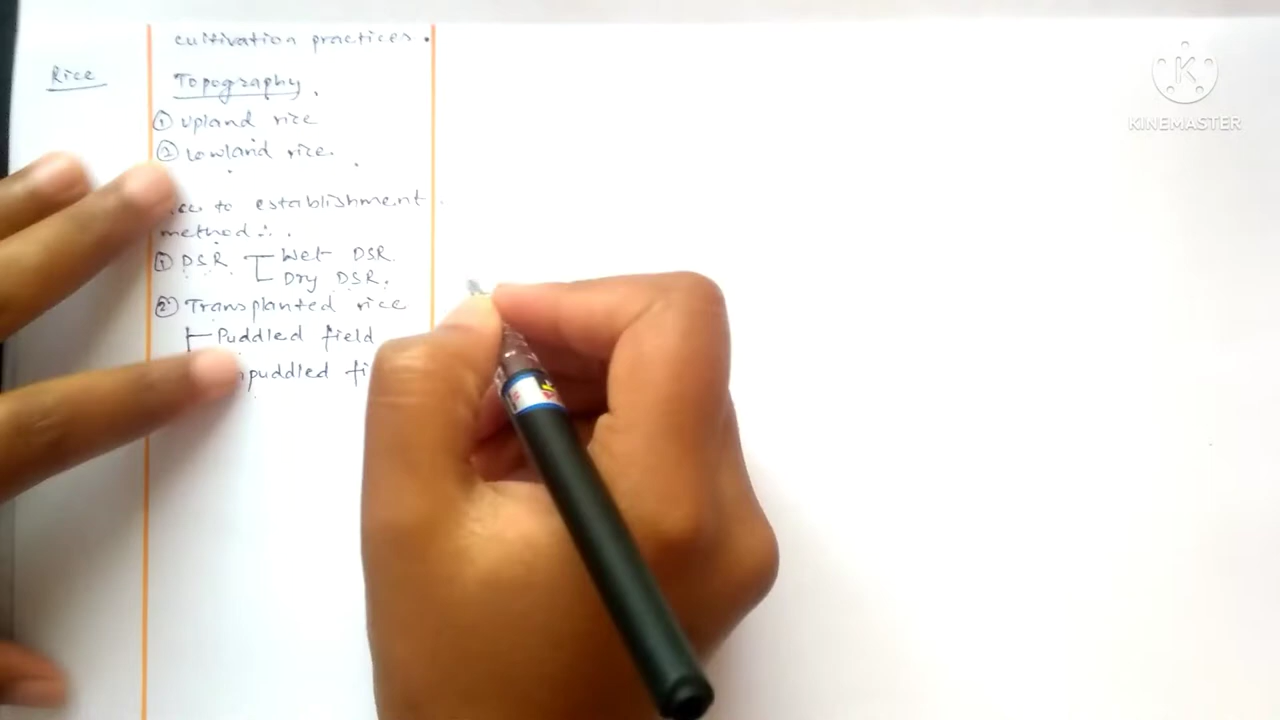 cultivation practices.
Rice
Topography.
① Upland rice
② Lowland rice.
to establishment
method :.
① DSR Wet DSR
Dry DSR.
② Transplanted rice
Puddled field
KINEMASTER